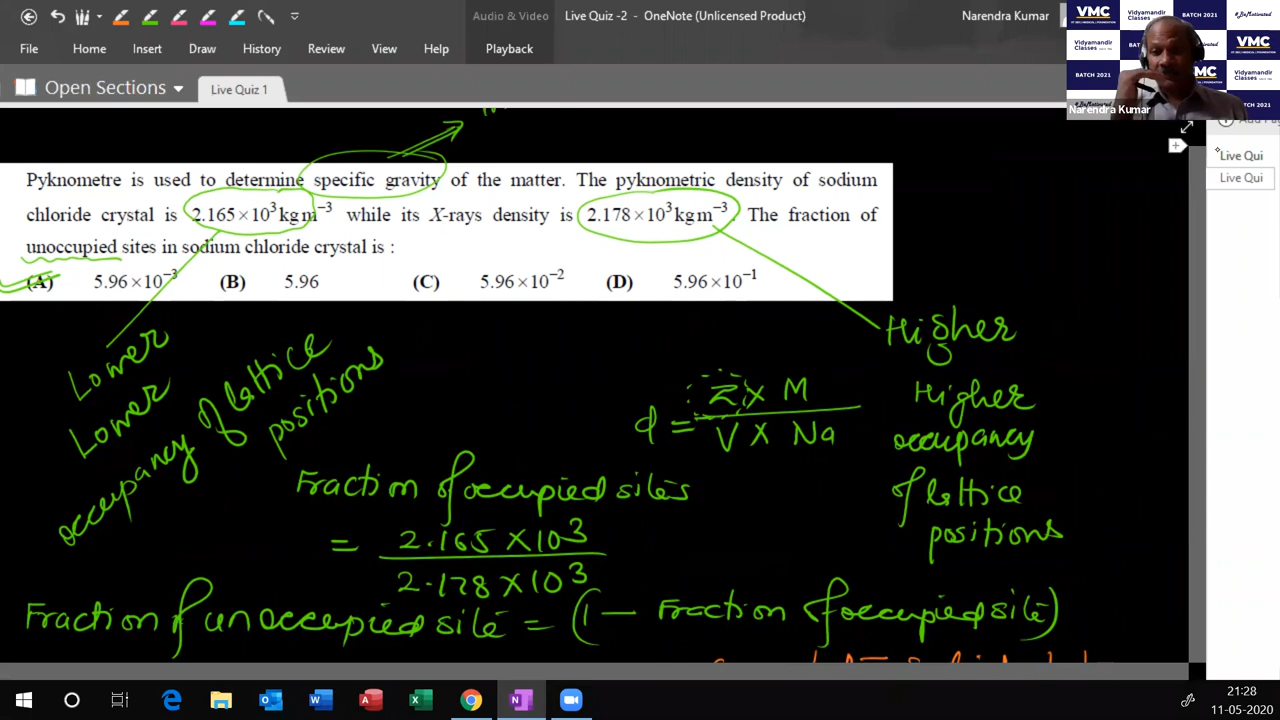 Audio & Video
Live Quiz -2 - OneNote (Unlicensed Product)
Narendra Kumar
File Home Insert Draw History Review View Help Playback
Open Sections
Live Quiz 1
VMC
Vidyamandir Classes
BATCH 2021
#BeMotivated
Narendra Kumar
Live Qui
Live Qui
Pyknometre is used to determine specific gravity of the matter. The pyknometric density of sodium
chloride crystal is 2.165×10³ kg m⁻³ while its X-rays density is 2.178×10³ kg m⁻³. The fraction of
unoccupied sites in sodium chloride crystal is :
(A) 5.96×10⁻³ (B) 5.96 (C) 5.96×10⁻² (D) 5.96×10⁻¹
Lower
Lower
occupancy of lattice
positions
Higher
Higher
occupancy
of lattice
positions
d = Z X M / V X Na
Fraction of occupied sites
= 2.165 X 10³ / 2.178 X 10³
Fraction of unoccupied site = (1 — Fraction of occupied site)
21:28
11-05-2020